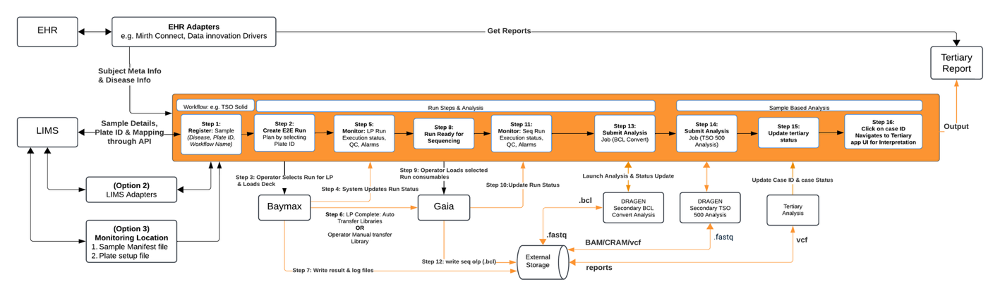 EHR
EHR Adapters
e.g. Mirth Connect, Data innovation Drivers
Get Reports
Tertiary
Report
Subject Meta Info
& Disease Info
Workflow: e.g. TSO Solid
Run Steps & Analysis
Sample Based Analysis
LIMS
Sample Details,
Plate ID & Mapping
through API
Step 1:
Register: Sample
(Disease, Plate ID,
Workflow Name)
Step 2:
Create E2E Run
Plan by selecting
Plate ID
Step 5:
Monitor: LP Run
Execution status,
QC, Alarms
Step 8:
Run Ready for
Sequencing
Step 11:
Monitor: Seq Run
Execution status,
QC, Alarms
Step 13:
Submit Analysis
Job (BCL Convert)
Step 14:
Submit Analysis
Job (TSO 500
Analysis)
Step 15:
Update tertiary
status
Step 16:
Click on case ID
Navigates to Tertiary
app UI for Interpretation
Output
(Option 2)
LIMS Adapters
Step 3: Operator Selects Run for LP
& Loads Deck
Step 4: System Updates Run Status
Step 9: Operator Loads selected
Run consumables
Step 10:Update Run Status
Launch Analysis & Status Update
Update Case ID & case Status
Baymax
Gaia
Step 6: LP Complete: Auto
Transfer Libraries
OR
Operator Manual transfer
Library
.bcl
DRAGEN
Secondary BCL
Convert Analysis
DRAGEN
Secondary TSO
500 Analysis
Tertiary
Analysis
(Option 3)
Monitoring Location
1. Sample Manifest file
2. Plate setup file
.fastq
BAM/CRAM/vcf
.fastq
vcf
External
Storage
Step 12: write seq o/p (.bcl)
Step 7: Write result & log files
reports